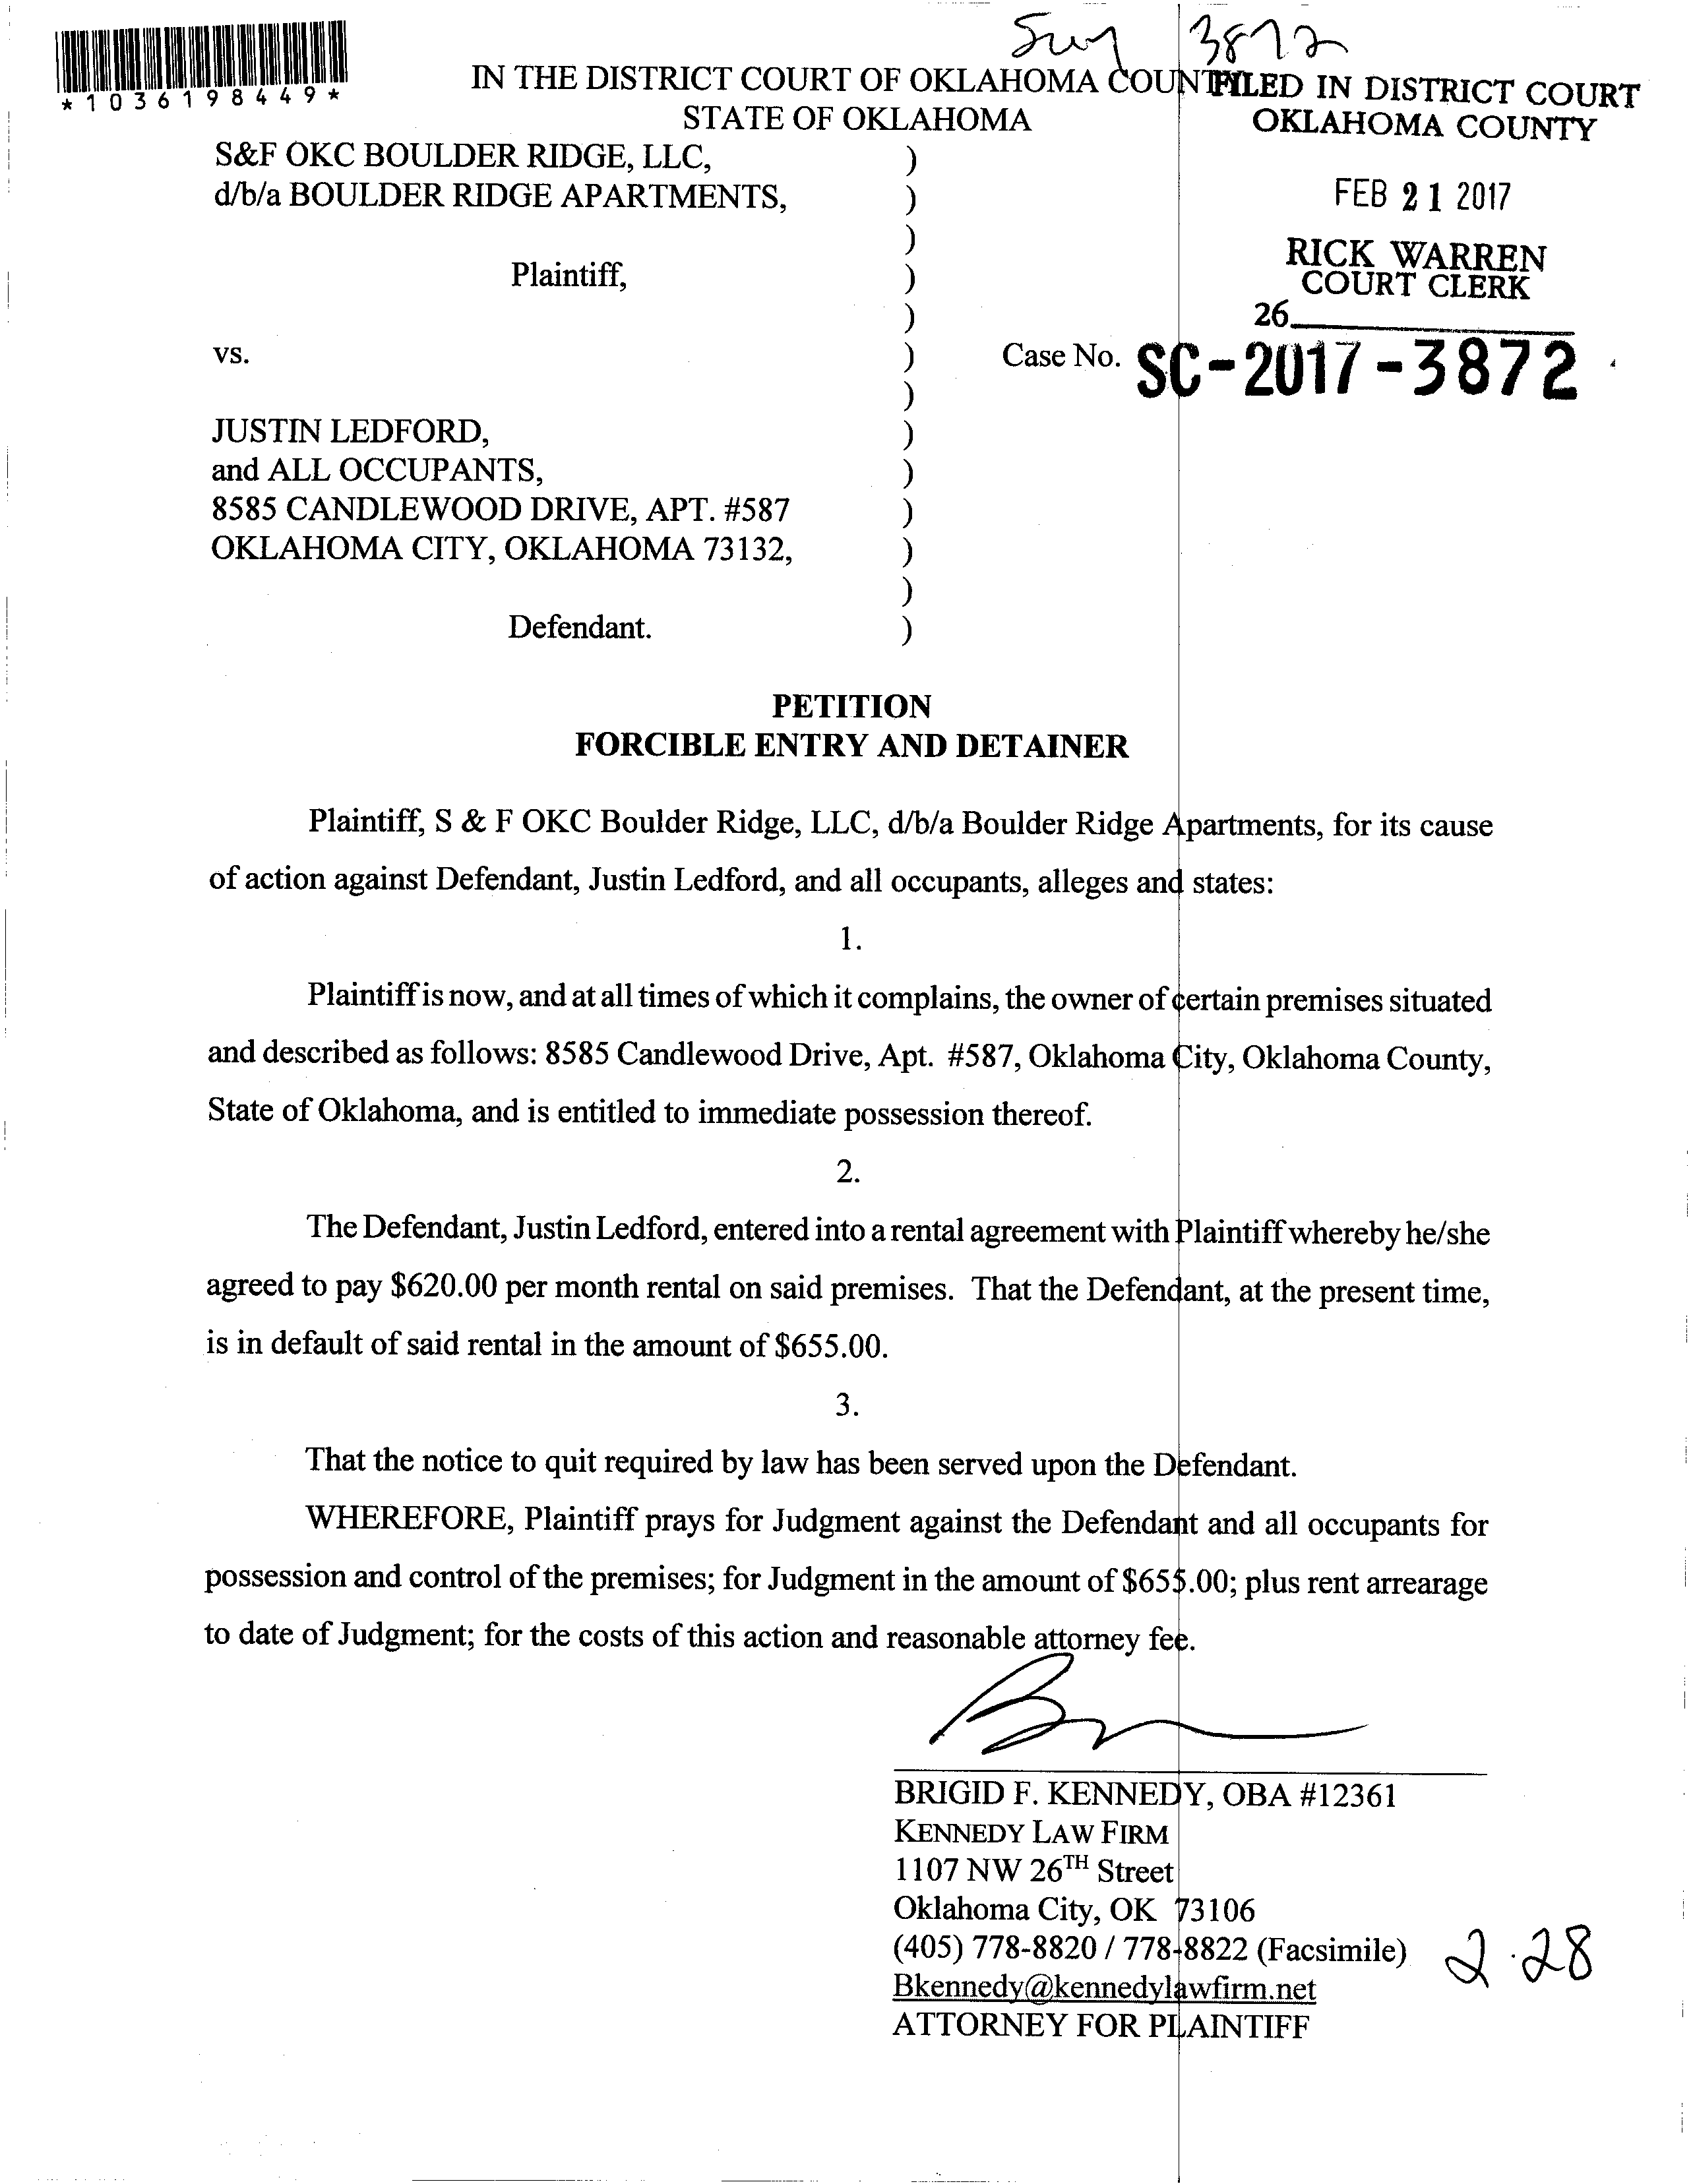 3872
*1036198449*
IN THE DISTRICT COURT OF OKLAHOMA COUNTY
STATE OF OKLAHOMA
FILED IN DISTRICT COURT
OKLAHOMA COUNTY
FEB 21 2017
RICK WARREN
COURT CLERK
26
S&F OKC BOULDER RIDGE, LLC, )
d/b/a BOULDER RIDGE APARTMENTS, )
)
Plaintiff, )
)
vs. ) Case No. SC-2017-3872
)
JUSTIN LEDFORD, )
and ALL OCCUPANTS, )
8585 CANDLEWOOD DRIVE, APT. #587 )
OKLAHOMA CITY, OKLAHOMA 73132, )
)
Defendant. )
PETITION
FORCIBLE ENTRY AND DETAINER
Plaintiff, S & F OKC Boulder Ridge, LLC, d/b/a Boulder Ridge Apartments, for its cause
of action against Defendant, Justin Ledford, and all occupants, alleges and states:
1.
Plaintiff is now, and at all times of which it complains, the owner of certain premises situated
and described as follows: 8585 Candlewood Drive, Apt. #587, Oklahoma City, Oklahoma County,
State of Oklahoma, and is entitled to immediate possession thereof.
2.
The Defendant, Justin Ledford, entered into a rental agreement with Plaintiff whereby he/she
agreed to pay $620.00 per month rental on said premises. That the Defendant, at the present time,
is in default of said rental in the amount of $655.00.
3.
That the notice to quit required by law has been served upon the Defendant.
WHEREFORE, Plaintiff prays for Judgment against the Defendant and all occupants for
possession and control of the premises; for Judgment in the amount of $655.00; plus rent arrearage
to date of Judgment; for the costs of this action and reasonable attorney fee.
BRIGID F. KENNEDY, OBA #12361
KENNEDY LAW FIRM
1107 NW 26TH Street
Oklahoma City, OK 73106
(405) 778-8820 / 778-8822 (Facsimile)
Bkennedy@kennedylawfirm.net
ATTORNEY FOR PLAINTIFF
2.28